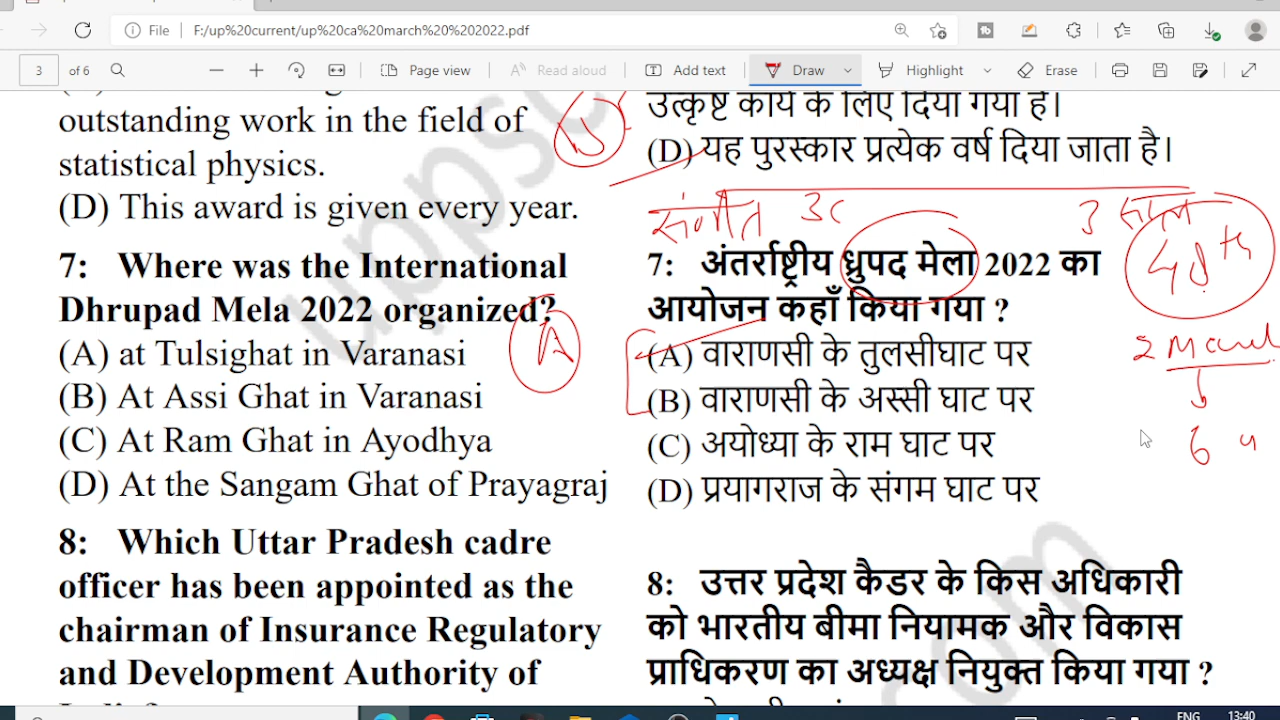 File F:/up%20current/up%20ca%20march%20%202022.pdf
3 of 6 Page view Read aloud Add text Draw Highlight Erase
outstanding work in the field of
statistical physics.
(D) This award is given every year.
7: Where was the International
Dhrupad Mela 2022 organized?
(A) at Tulsighat in Varanasi
(B) At Assi Ghat in Varanasi
(C) At Ram Ghat in Ayodhya
(D) At the Sangam Ghat of Prayagraj
8: Which Uttar Pradesh cadre
officer has been appointed as the
chairman of Insurance Regulatory
and Development Authority of
D
A
उत्कृष्ट कार्य के लिए दिया गया है।
(D) यह पुरस्कार प्रत्येक वर्ष दिया जाता है।
संगीत
48th
7: अंतर्राष्ट्रीय ध्रुपद मेला 2022 का
आयोजन कहाँ किया गया ?
(A) वाराणसी के तुलसीघाट पर
(B) वाराणसी के अस्सी घाट पर
(C) अयोध्या के राम घाट पर
(D) प्रयागराज के संगम घाट पर
2 March
6
8: उत्तर प्रदेश कैडर के किस अधिकारी
को भारतीय बीमा नियामक और विकास
प्राधिकरण का अध्यक्ष नियुक्त किया गया ?
ENG 13:40